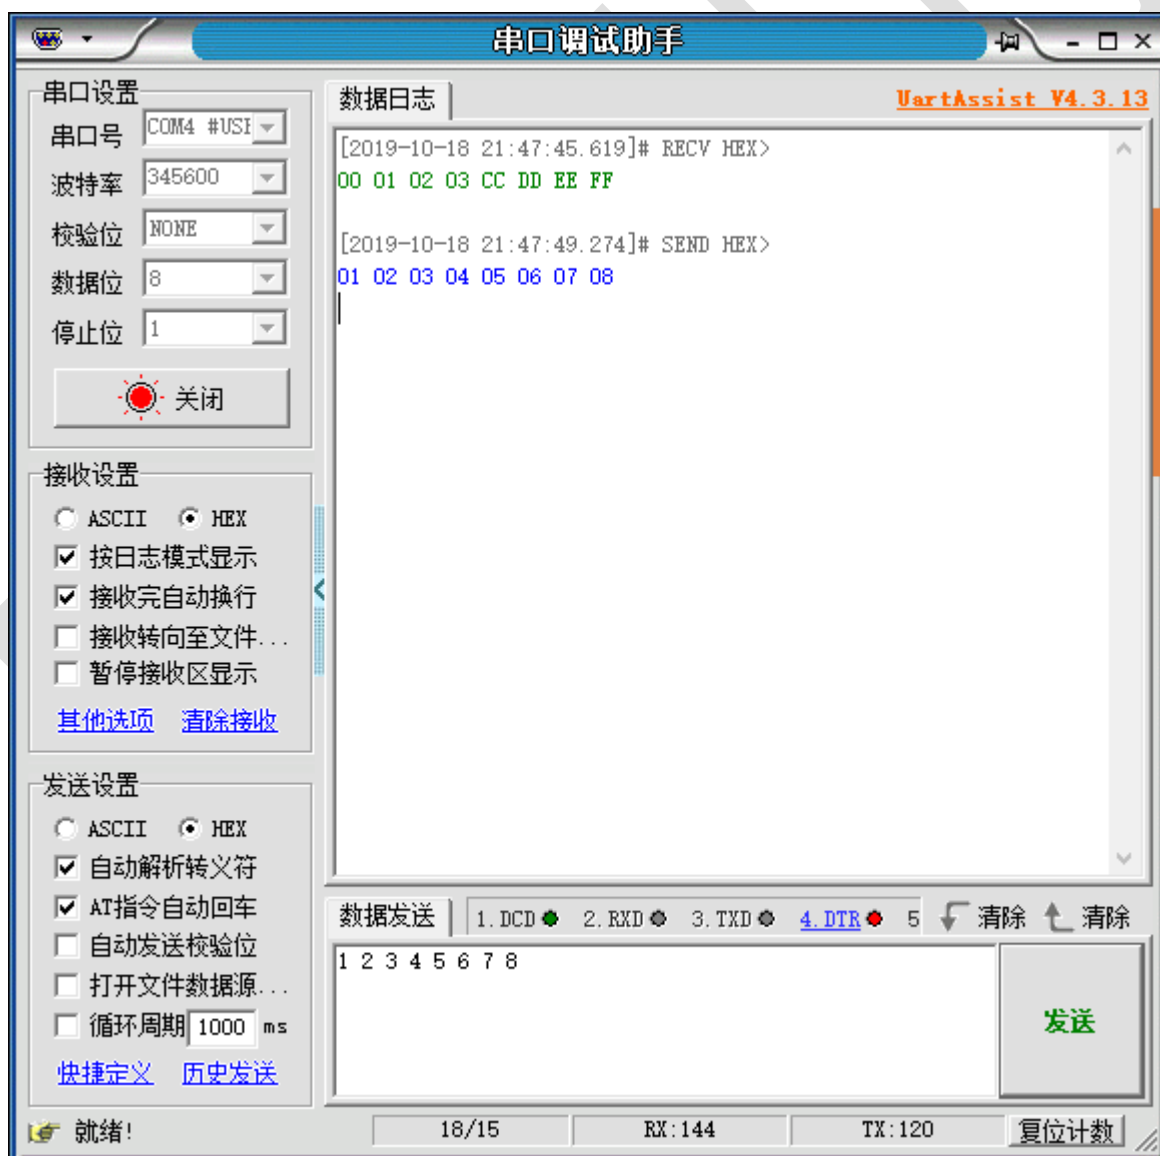 串口调试助手
串口设置
串口号 COM4 #USI
波特率 345600
校验位 NONE
数据位 8
停止位 1
关闭
接收设置
ASCII HEX
按日志模式显示
接收完自动换行
接收转向至文件...
暂停接收区显示
其他选项 清除接收
发送设置
ASCII HEX
自动解析转义符
AT指令自动回车
自动发送校验位
打开文件数据源...
循环周期 1000 ms
快捷定义 历史发送
数据日志 UartAssist V4.3.13
[2019-10-18 21:47:45.619]# RECV HEX>
00 01 02 03 CC DD EE FF
[2019-10-18 21:47:49.274]# SEND HEX>
01 02 03 04 05 06 07 08
数据发送 1.DCD 2.RXD 3.TXD 4.DTR 5 清除 清除
1 2 3 4 5 6 7 8
发送
就绪! 18/15 RX:144 TX:120 复位计数